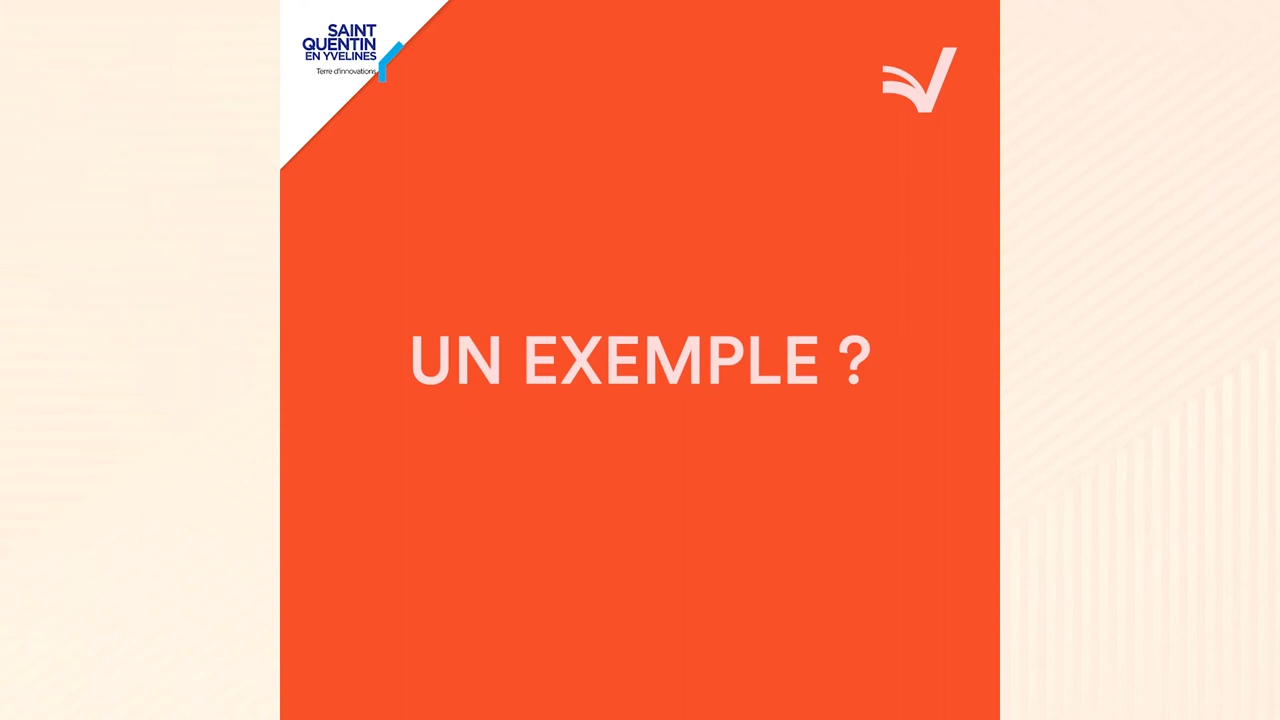 SAINT
QUENTIN
EN YVELINES
Terre d'innovations
UN EXEMPLE ?